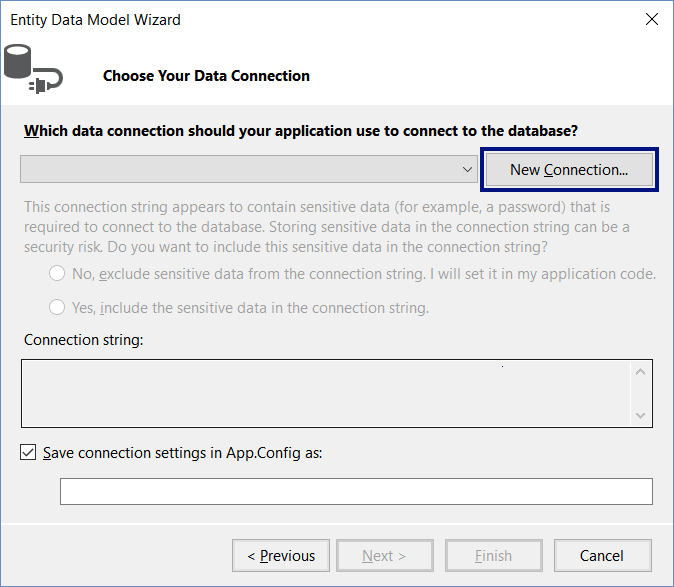 Entity Data Model Wizard
Choose Your Data Connection
Which data connection should your application use to connect to the database?
New Connection...
This connection string appears to contain sensitive data (for example, a password) that is
required to connect to the database. Storing sensitive data in the connection string can be a
security risk. Do you want to include this sensitive data in the connection string?
No, exclude sensitive data from the connection string. I will set it in my application code.
Yes, include the sensitive data in the connection string.
Connection string:
Save connection settings in App.Config as:
< Previous
Next >
Finish
Cancel